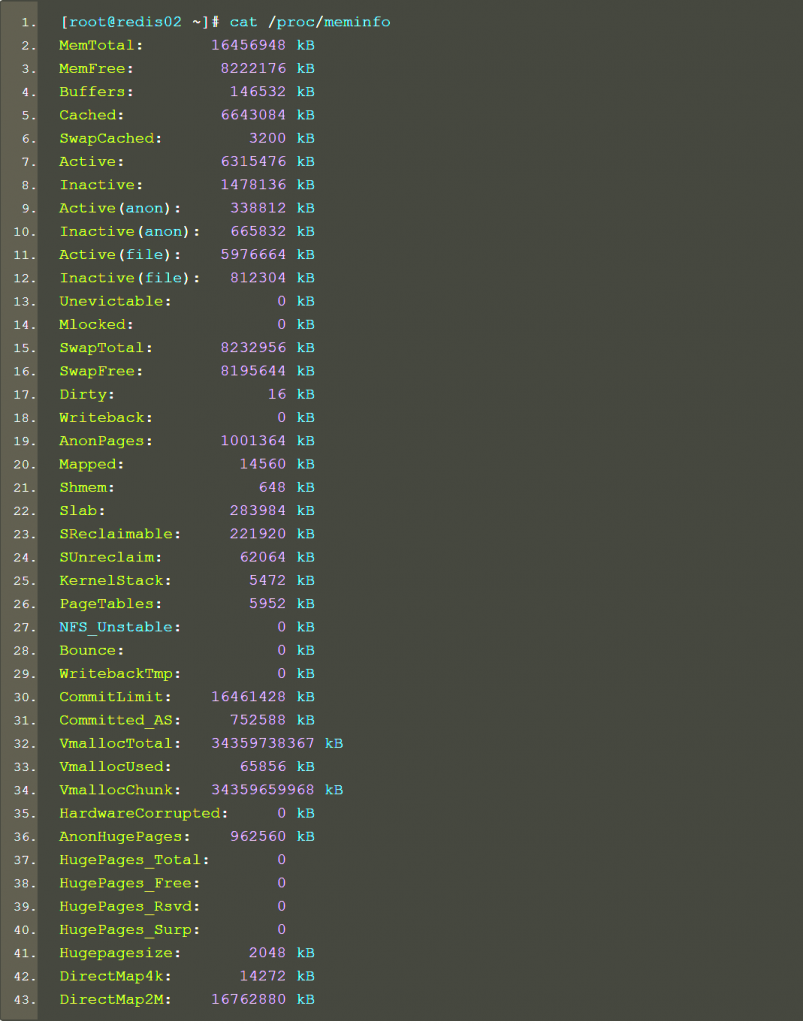 1. [root@redis02 ~]# cat /proc/meminfo
2. MemTotal: 16456948 kB
3. MemFree: 8222176 kB
4. Buffers: 146532 kB
5. Cached: 6643084 kB
6. SwapCached: 3200 kB
7. Active: 6315476 kB
8. Inactive: 1478136 kB
9. Active(anon): 338812 kB
10. Inactive(anon): 665832 kB
11. Active(file): 5976664 kB
12. Inactive(file): 812304 kB
13. Unevictable: 0 kB
14. Mlocked: 0 kB
15. SwapTotal: 8232956 kB
16. SwapFree: 8195644 kB
17. Dirty: 16 kB
18. Writeback: 0 kB
19. AnonPages: 1001364 kB
20. Mapped: 14560 kB
21. Shmem: 648 kB
22. Slab: 283984 kB
23. SReclaimable: 221920 kB
24. SUnreclaim: 62064 kB
25. KernelStack: 5472 kB
26. PageTables: 5952 kB
27. NFS_Unstable: 0 kB
28. Bounce: 0 kB
29. WritebackTmp: 0 kB
30. CommitLimit: 16461428 kB
31. Committed_AS: 752588 kB
32. VmallocTotal: 34359738367 kB
33. VmallocUsed: 65856 kB
34. VmallocChunk: 34359659968 kB
35. HardwareCorrupted: 0 kB
36. AnonHugePages: 962560 kB
37. HugePages_Total: 0
38. HugePages_Free: 0
39. HugePages_Rsvd: 0
40. HugePages_Surp: 0
41. Hugepagesize: 2048 kB
42. DirectMap4k: 14272 kB
43. DirectMap2M: 16762880 kB